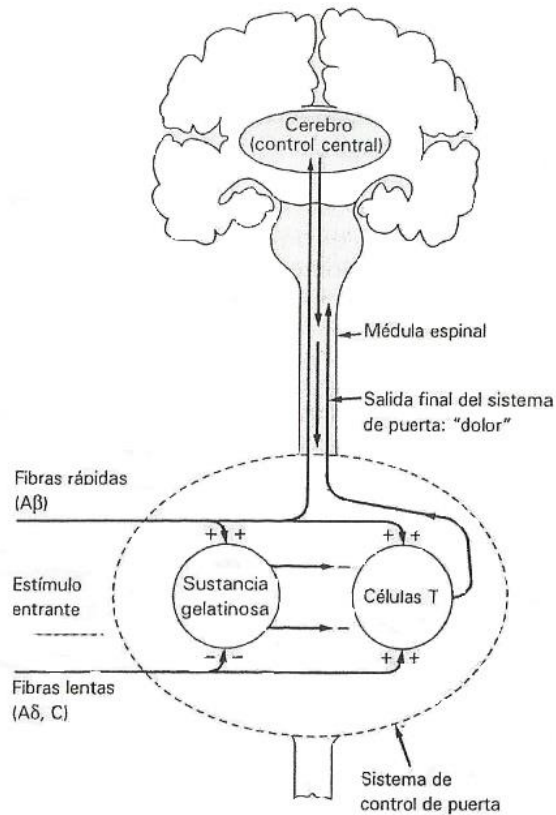 Cerebro
(control central)
Médula espinal
Salida final del sistema
de puerta: "dolor"
Fibras rápidas
(Aβ)
+ +
+ +
Estímulo
entrante
Sustancia
gelatinosa
-
-
Células T
- -
+ +
Fibras lentas
(Aδ, C)
Sistema de
control de puerta